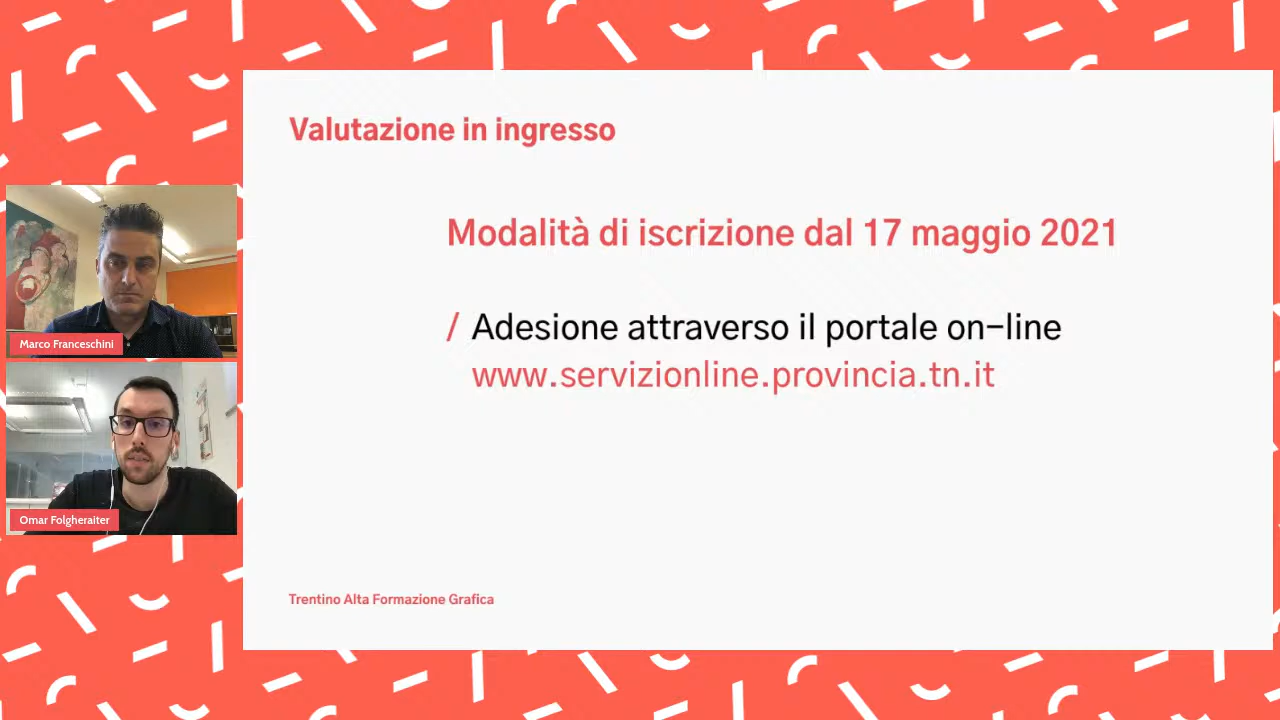 Valutazione in ingresso
Modalità di iscrizione dal 17 maggio 2021
/ Adesione attraverso il portale on-line
www.servizionline.provincia.tn.it
Marco Franceschini
Omar Folgheraiter
Trentino Alta Formazione Grafica